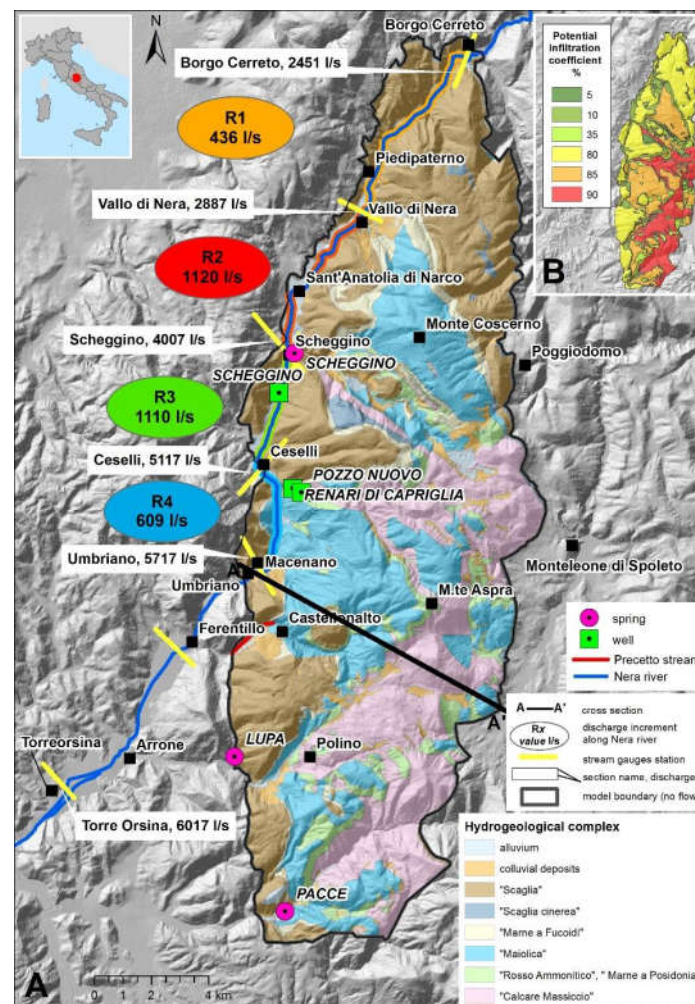 N
Borgo Cerreto
Borgo Cerreto, 2451 l/s
R1
436 l/s
Piedipaterno
Vallo di Nera, 2887 l/s
Vallo di Nera
R2
1120 l/s
Sant'Anatolia di Narco
Scheggino, 4007 l/s
Scheggino
SCHEGGINO
SCHEGGINO
Monte Coscerno
Poggiodomo
R3
1110 l/s
Ceselli
Ceselli, 5117 l/s
POZZO NUOVO
RENARI DI CAPRIGLIA
R4
609 l/s
Umbriano, 5717 l/s
Macenano
Monteleone di Spoleto
A
Umbriano
M.te Aspra
Ferentillo
Castellonalto
A'
LUPA
Polino
Torreorsina
Arrone
Torre Orsina, 6017 l/s
PACCE
A
0 2 4 km
Potential
infiltration
coefficient
%
5
10
35
80
85
90
B
spring
well
Precetto stream
Nera river
A A' cross section
Rx
value l/s
discharge increment
along Nera river
stream gauges station
section name, discharge
model boundary (no flow
Hydrogeological complex
alluvium
colluvial deposits
"Scaglia"
"Scaglia cinerea"
"Marne a Fucoidi"
"Maiolica"
"Rosso Ammonitico", " Marne a Posidonia
"Calcare Massiccio"